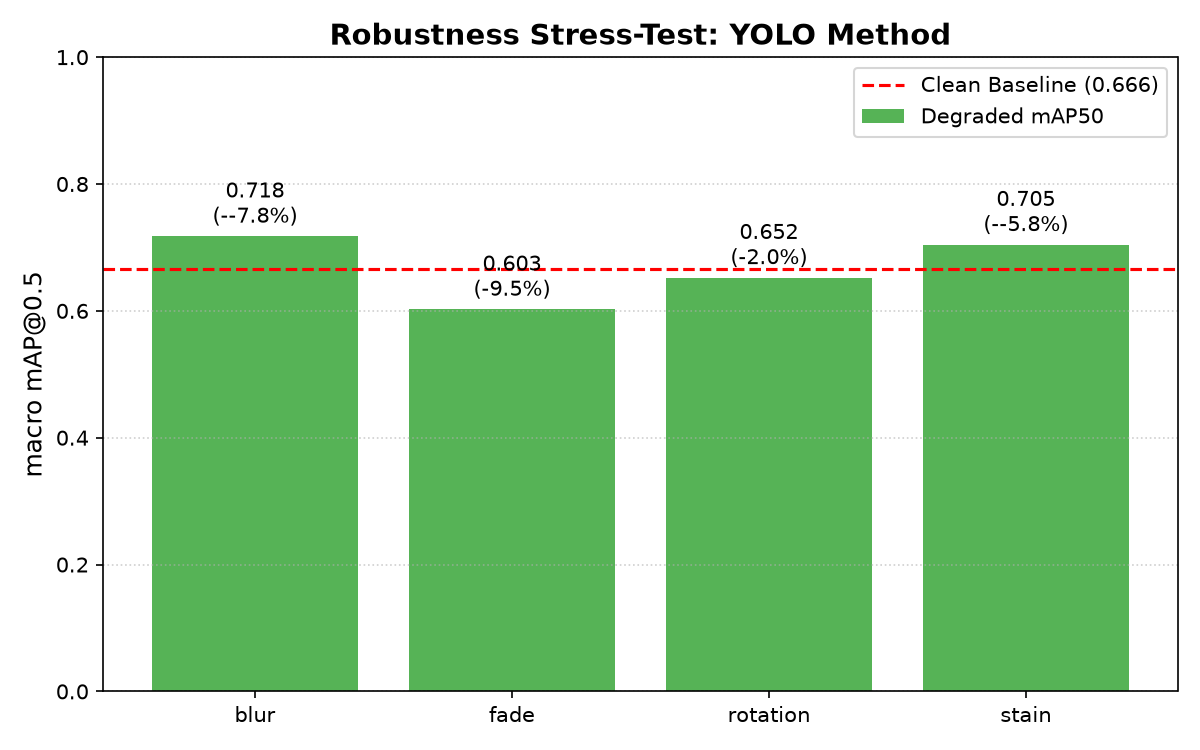 Robustness Stress-Test: YOLO Method
Clean Baseline (0.666)
Degraded mAP50
macro mAP@0.5
1.0
0.8
0.6
0.4
0.2
0.0
0.718
(--7.8%)
0.603
(-9.5%)
0.652
(-2.0%)
0.705
(--5.8%)
blur
fade
rotation
stain